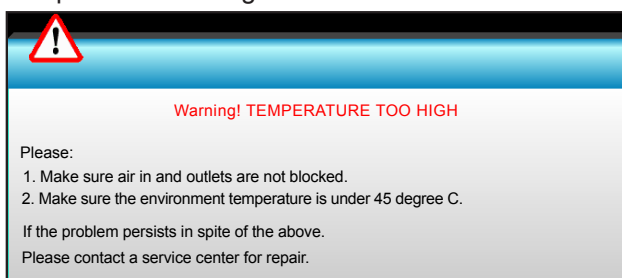 Warning! TEMPERATURE TOO HIGH
Please:
1. Make sure air in and outlets are not blocked.
2. Make sure the environment temperature is under 45 degree C.
If the problem persists in spite of the above.
Please contact a service center for repair.